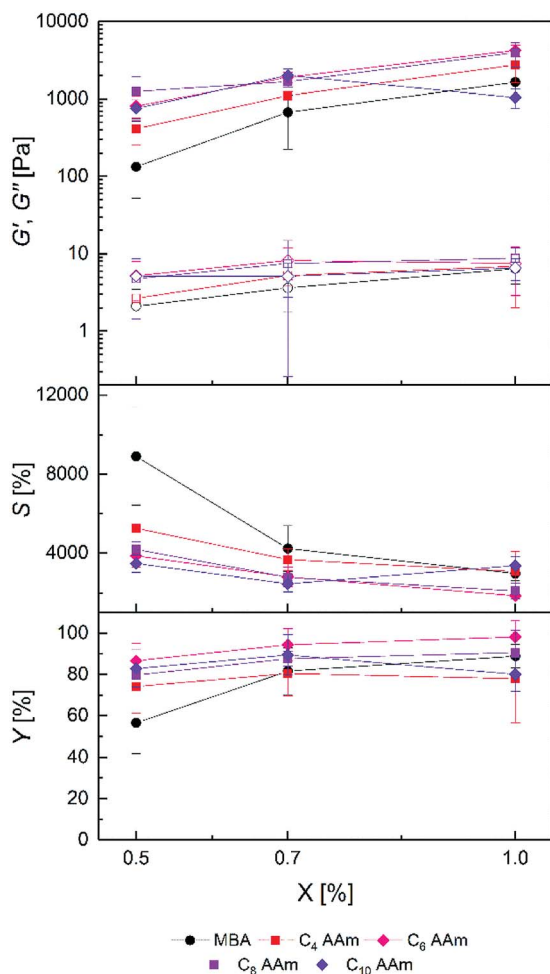 10000
1000
100
10
1
G', G'' [Pa]
12000
8000
4000
S [%]
100
80
60
40
20
0
Y [%]
0.5 0.7 1.0
X [%]
MBA C₄ AAm C₆ AAm
C₈ AAm C₁₀ AAm